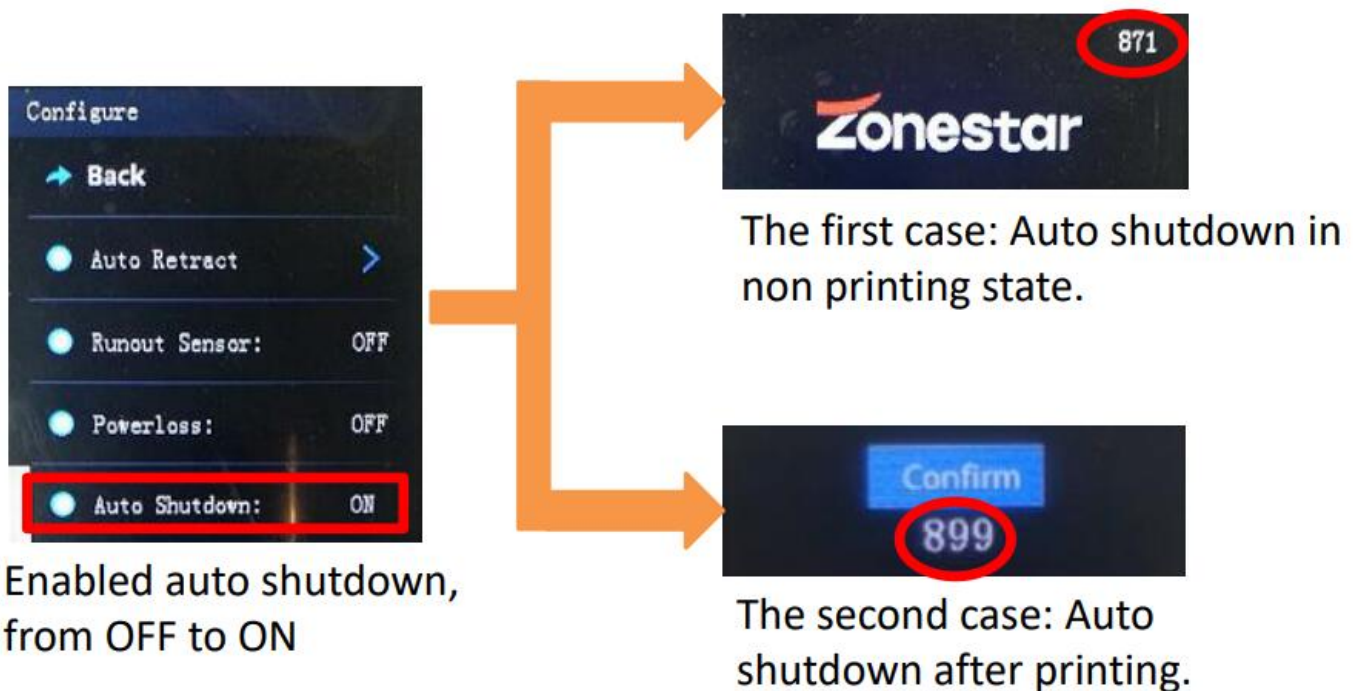 Configure
Back
Auto Retract
Runout Sensor: OFF
Powerloss: OFF
Auto Shutdown: ON
Enabled auto shutdown,
from OFF to ON
871
Zonestar
The first case: Auto shutdown in
non printing state.
Confirm
899
The second case: Auto
shutdown after printing.